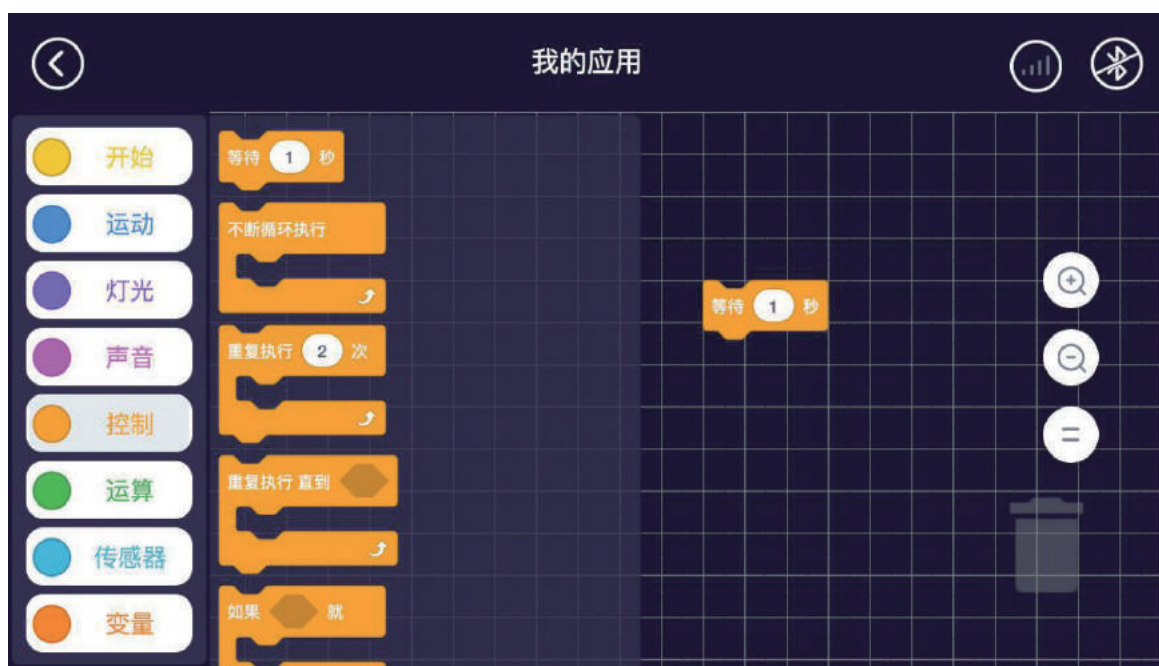 我的应用
开始
运动
灯光
声音
控制
运算
传感器
变量
等待 1 秒
不断循环执行
重复执行 2 次
重复执行 直到
如果 就
等待 1 秒